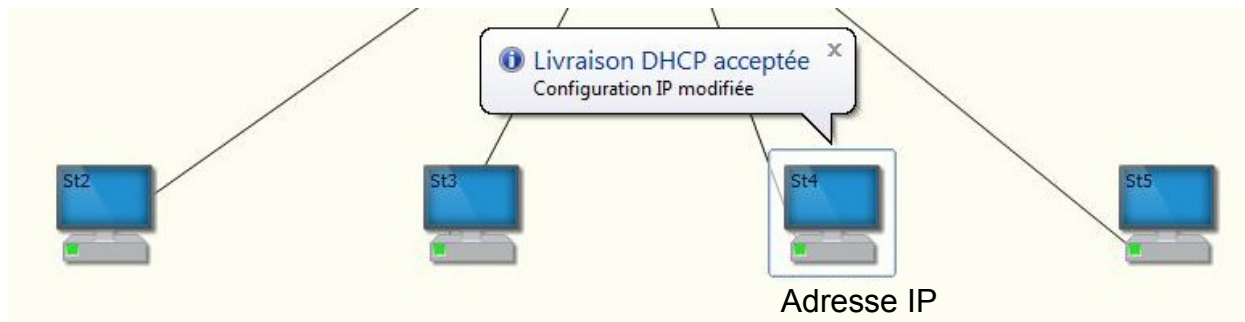 Livraison DHCP acceptée
Configuration IP modifiée
St2
St3
St4
St5
Adresse IP